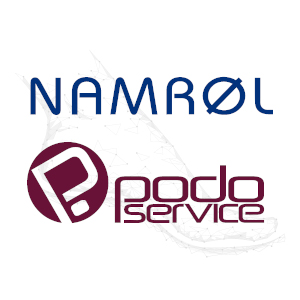 NAMRØL
P.
podo
SERVICE